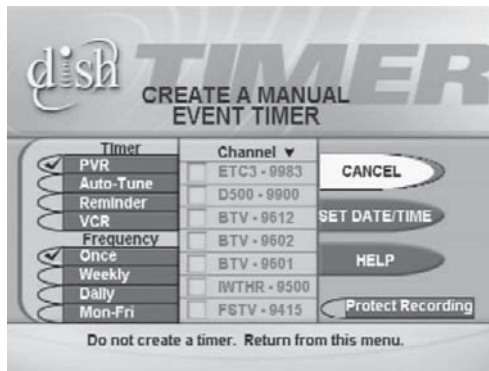 dish TIMER
CREATE A MANUAL
EVENT TIMER
Timer
PVR
Auto-Tune
Reminder
VCR
Frequency
Once
Weekly
Daily
Mon-Fri
Channel ▼
ETC3 - 9983
D500 - 9900
BTV - 9612
BTV - 9602
BTV - 9601
IWTHR - 9500
FSTV - 9415
CANCEL
SET DATE/TIME
HELP
Protect Recording
Do not create a timer. Return from this menu.